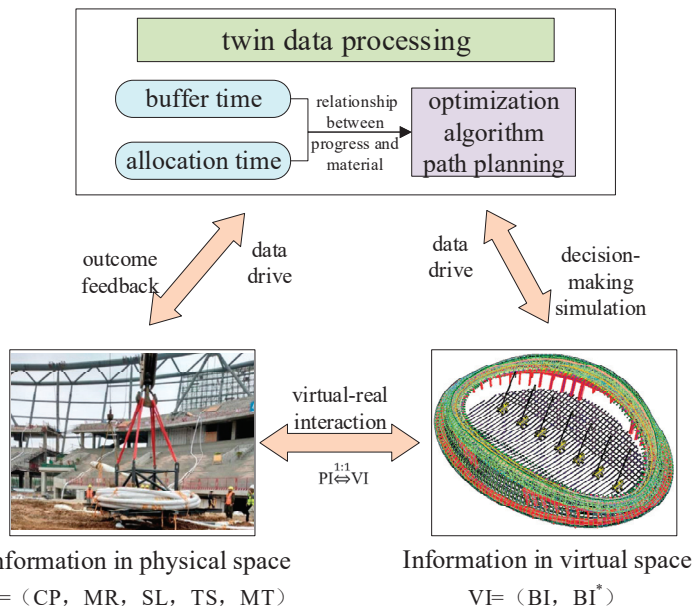 twin data processing
buffer time
allocation time
relationship
between
progress and
material
optimization
algorithm
path planning
outcome
feedback
data
drive
data
drive
decision-
making
simulation
virtual-real
interaction
1:1
PI⇔VI
nformation in physical space
=（CP，MR，SL，TS，MT）
Information in virtual space
VI=（BI，BI*）